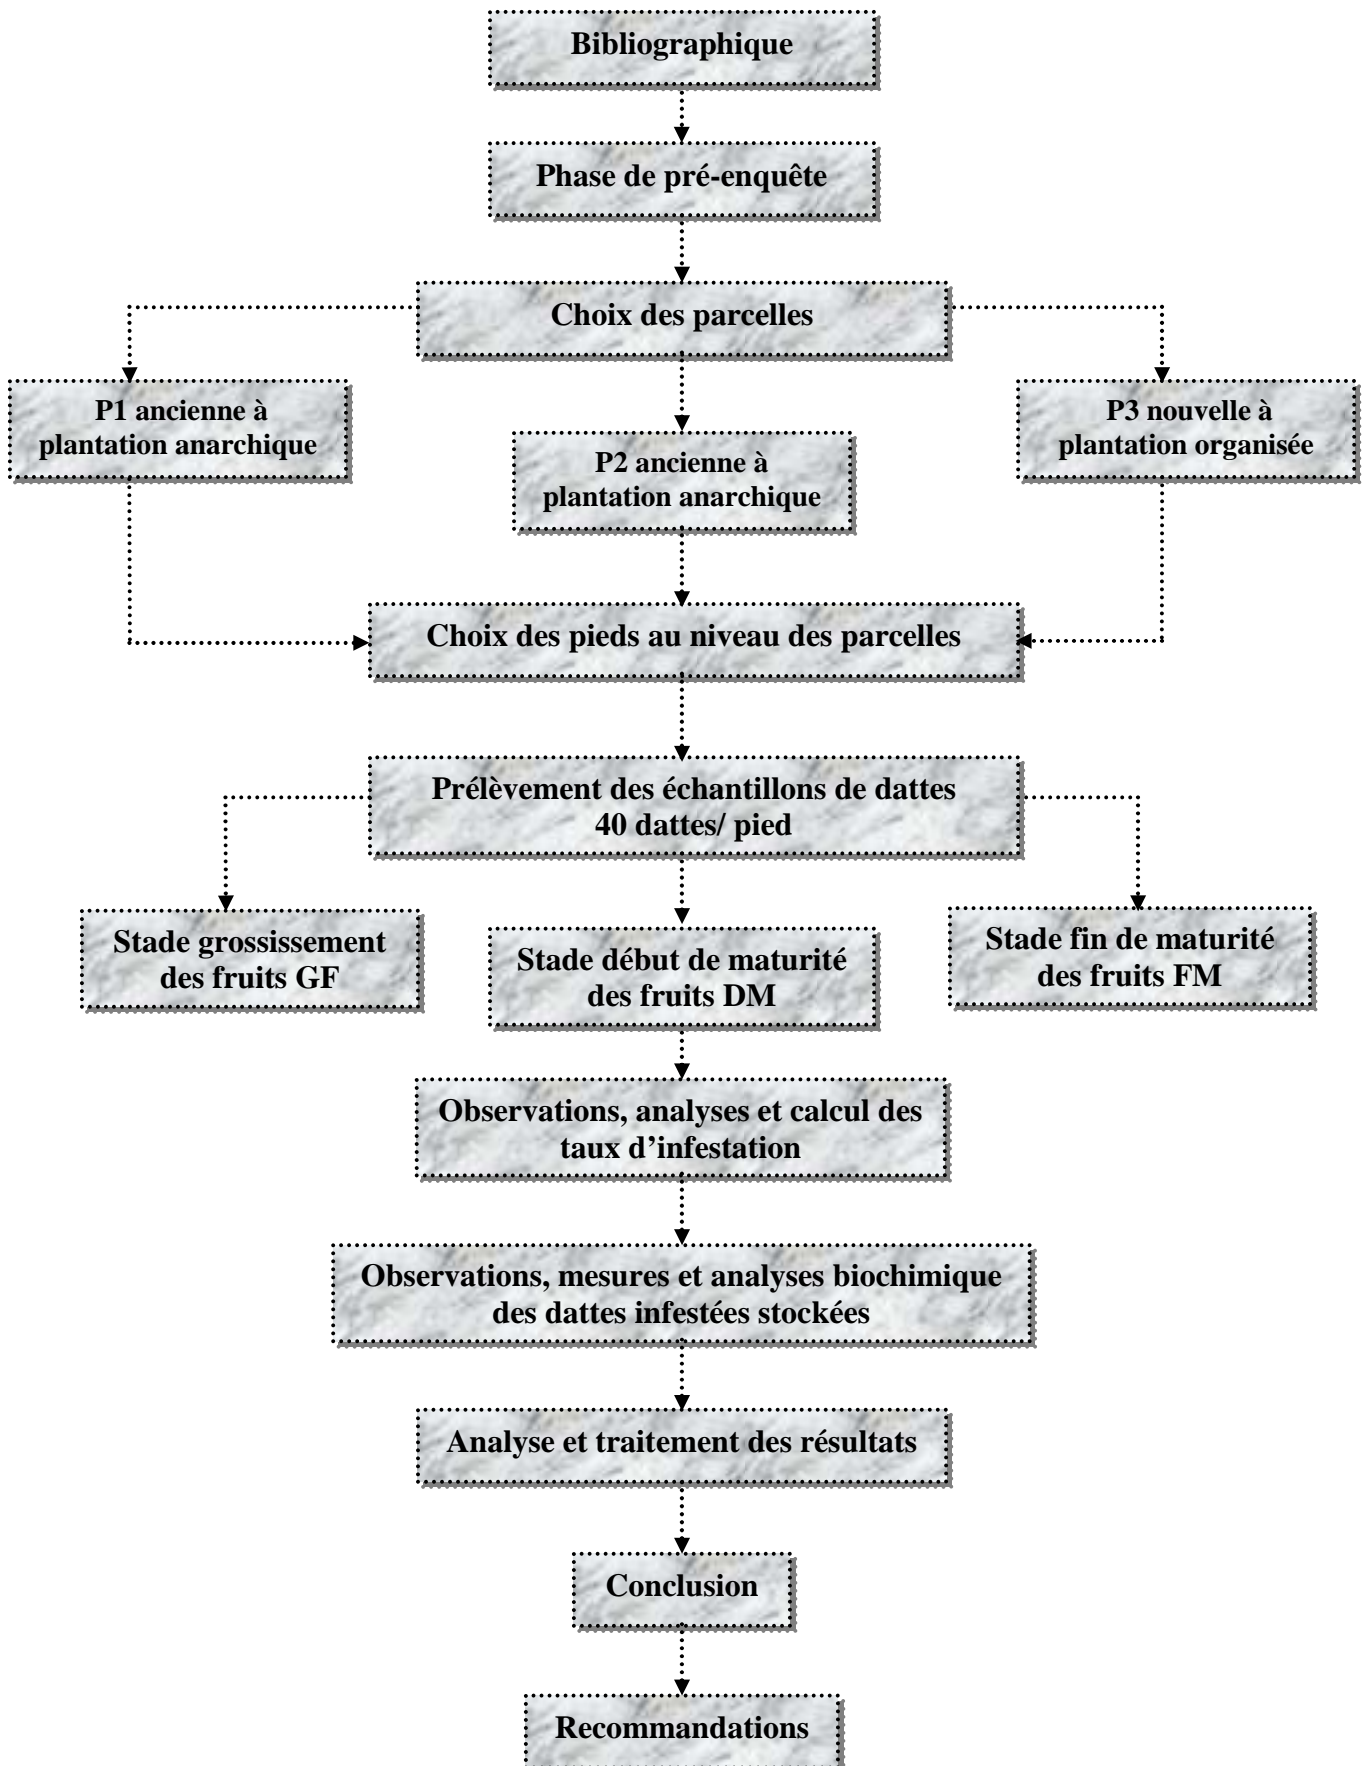 Bibliographique
Phase de pré-enquête
Choix des parcelles
P1 ancienne à
plantation anarchique
P2 ancienne à
plantation anarchique
P3 nouvelle à
plantation organisée
Choix des pieds au niveau des parcelles
Prélèvement des échantillons de dattes
40 dattes/ pied
Stade grossissement
des fruits GF
Stade début de maturité
des fruits DM
Stade fin de maturité
des fruits FM
Observations, analyses et calcul des
taux d’infestation
Observations, mesures et analyses biochimique
des dattes infestées stockées
Analyse et traitement des résultats
Conclusion
Recommandations